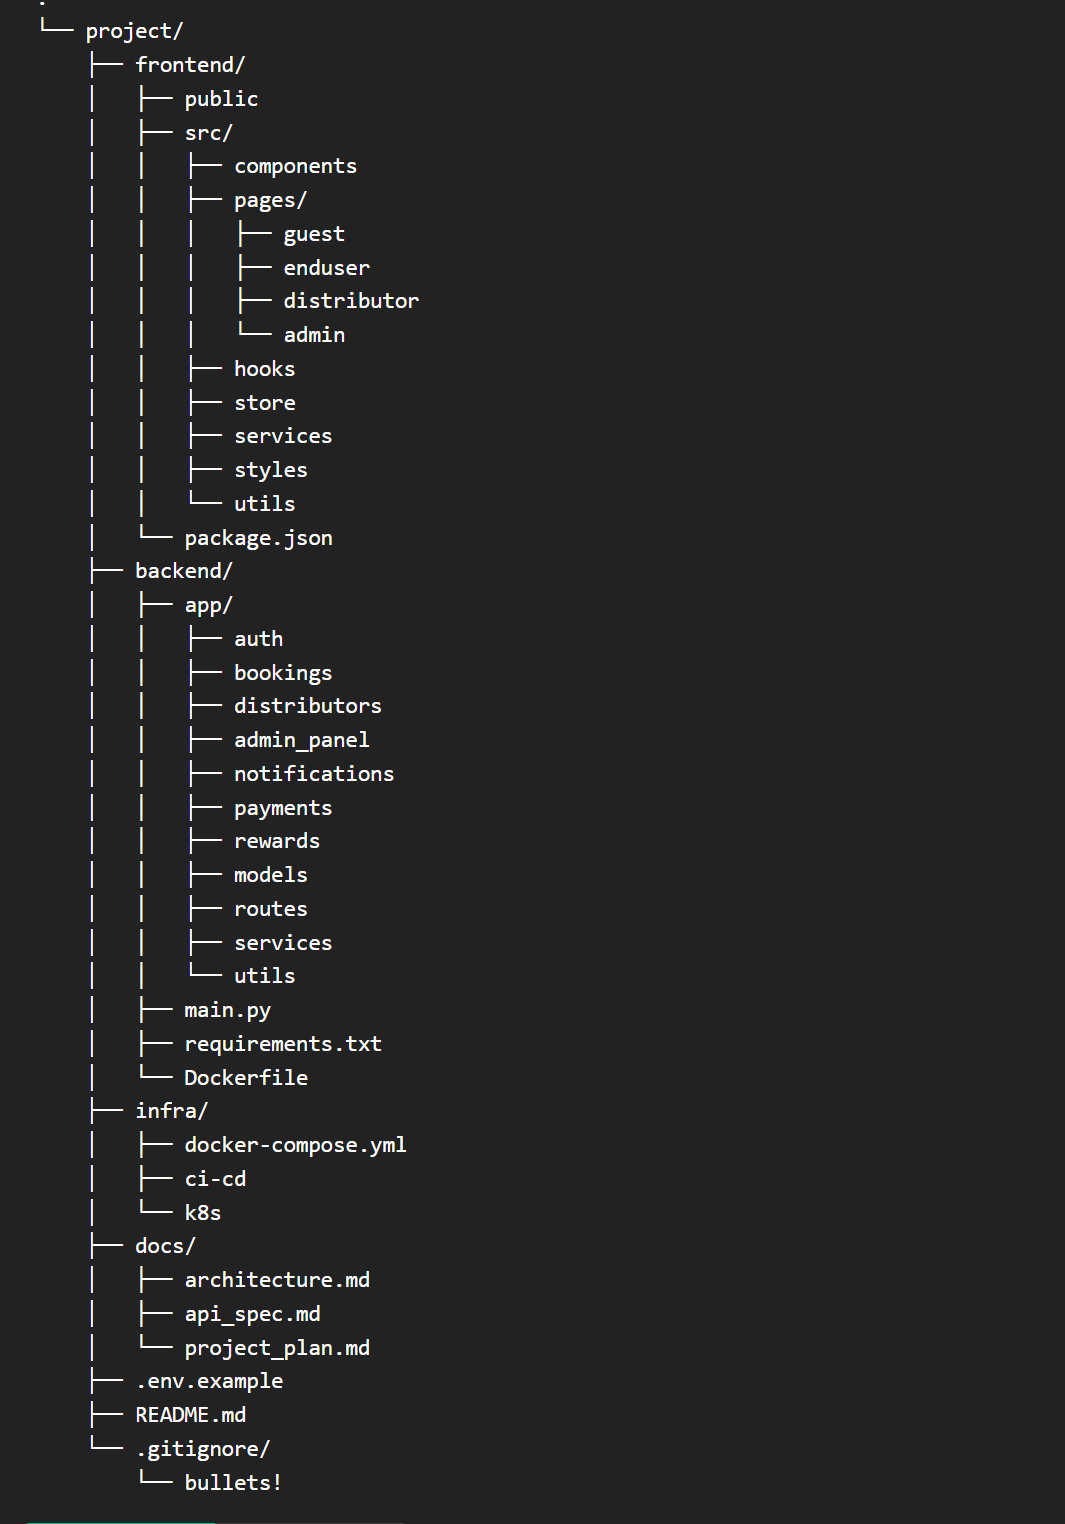 .
└── project/
    ├── frontend/
    │   ├── public
    │   ├── src/
    │   │   ├── components
    │   │   ├── pages/
    │   │   │   ├── guest
    │   │   │   ├── enduser
    │   │   │   ├── distributor
    │   │   │   └── admin
    │   │   ├── hooks
    │   │   ├── store
    │   │   ├── services
    │   │   ├── styles
    │   │   └── utils
    │   └── package.json
    ├── backend/
    │   ├── app/
    │   │   ├── auth
    │   │   ├── bookings
    │   │   ├── distributors
    │   │   ├── admin_panel
    │   │   ├── notifications
    │   │   ├── payments
    │   │   ├── rewards
    │   │   ├── models
    │   │   ├── routes
    │   │   ├── services
    │   │   └── utils
    │   ├── main.py
    │   ├── requirements.txt
    │   └── Dockerfile
    ├── infra/
    │   ├── docker-compose.yml
    │   ├── ci-cd
    │   └── k8s
    ├── docs/
    │   ├── architecture.md
    │   ├── api_spec.md
    │   └── project_plan.md
    ├── .env.example
    ├── README.md
    └── .gitignore/
        └── bullets!